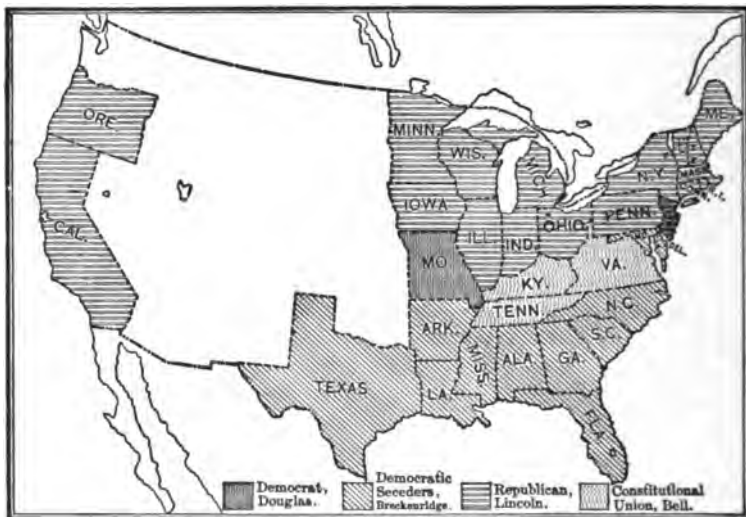 ORE.
CAL.
MINN.
WIS.
MICH.
IOWA
ILL.
IND.
OHIO.
PENN.
N.Y.
ME.
MASS.
MO.
KY.
VA.
TENN.
N.C.
S.C.
ARK.
MISS.
ALA.
GA.
TEXAS
LA.
FLA.
Democrat,
Douglas.
Democratic
Seceders,
Breckenridge.
Republican,
Lincoln.
Constitutional
Union, Bell.